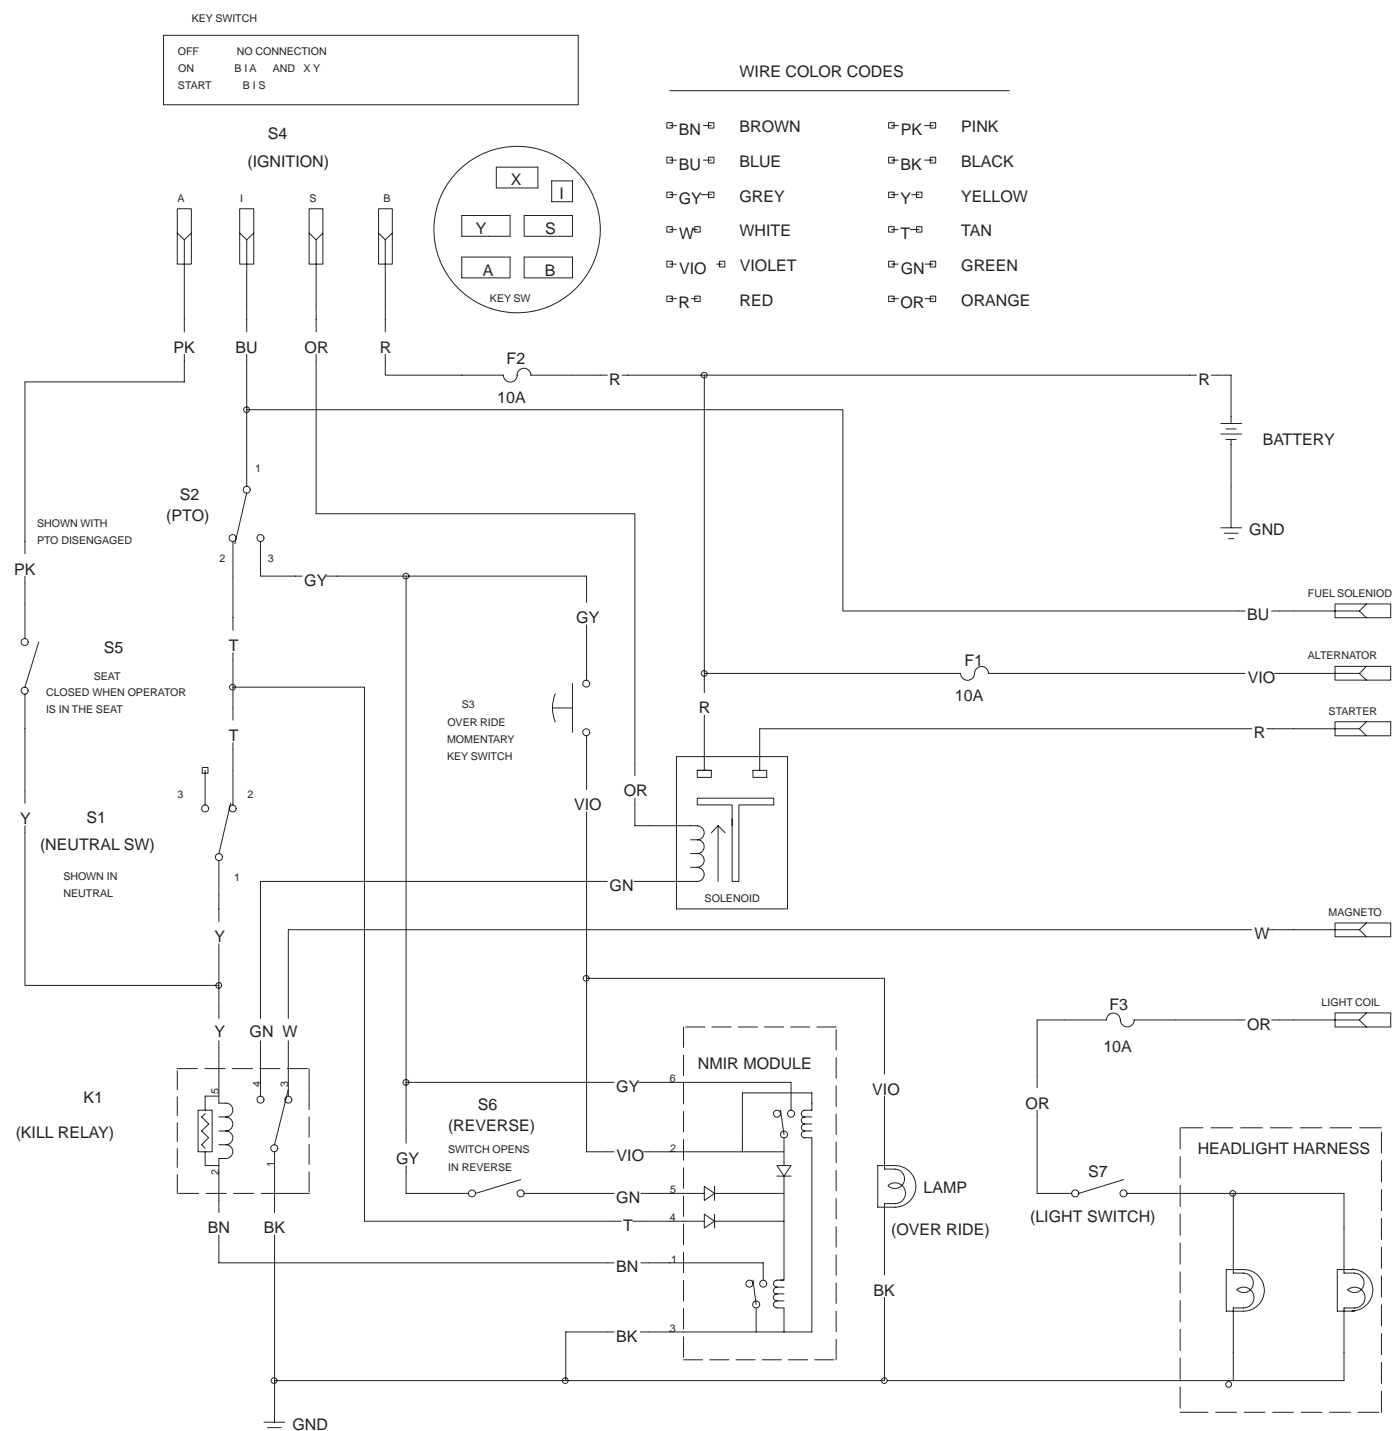 KEY SWITCH
OFF NO CONNECTION
ON B I A AND X Y
START B I S
WIRE COLOR CODES
BN BROWN PK PINK
BU BLUE BK BLACK
GY GREY Y YELLOW
W WHITE T TAN
VIO VIOLET GN GREEN
R RED OR ORANGE
S4
(IGNITION)
A I S B
X
I
Y S
A B
KEY SW
PK BU OR R
F2
10A
R
R
BATTERY
GND
1
S2
(PTO)
2
3
SHOWN WITH
PTO DISENGAGED
PK
GY
GY
T
S5
SEAT
CLOSED WHEN OPERATOR
IS IN THE SEAT
T
S3
OVER RIDE
MOMENTARY
KEY SWITCH
FUEL SOLENIOD
BU
ALTERNATOR
F1
10A
VIO
R
STARTER
R
3
2
Y
S1
(NEUTRAL SW)
SHOWN IN
NEUTRAL
1
VIO
OR
GN
SOLENOID
MAGNETO
W
Y
LIGHT COIL
F3
10A
OR
Y GN W
K1
(KILL RELAY)
5
4
3
2
1
BN BK
NMIR MODULE
GY 6
S6
(REVERSE)
SWITCH OPENS
IN REVERSE
GY
VIO 2
GN 5
T 4
BN 1
BK 3
VIO
LAMP
(OVER RIDE)
BK
OR
S7
(LIGHT SWITCH)
HEADLIGHT HARNESS
GND